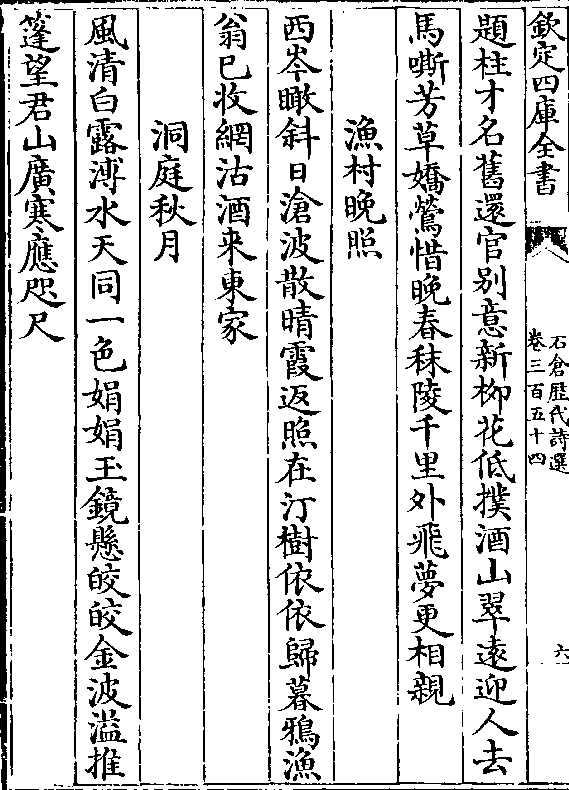 欽定四庫全書
石倉歷代詩選
卷三百五十四
六
題柱才名舊還官别意新柳花低撲酒山翠遠迎人去
馬嘶芳草嬌鶯惜晚春秣陵千里外飛夢更相親
漁村晚照
西岑瞰斜日滄波散晴霞返照在汀樹依依歸暮鴉漁
翁已收網沽酒来東家
洞庭秋月
風清白露漙水天同一色娟娟玉鏡懸皎皎金波溢推
篷望君山廣寒應咫尺